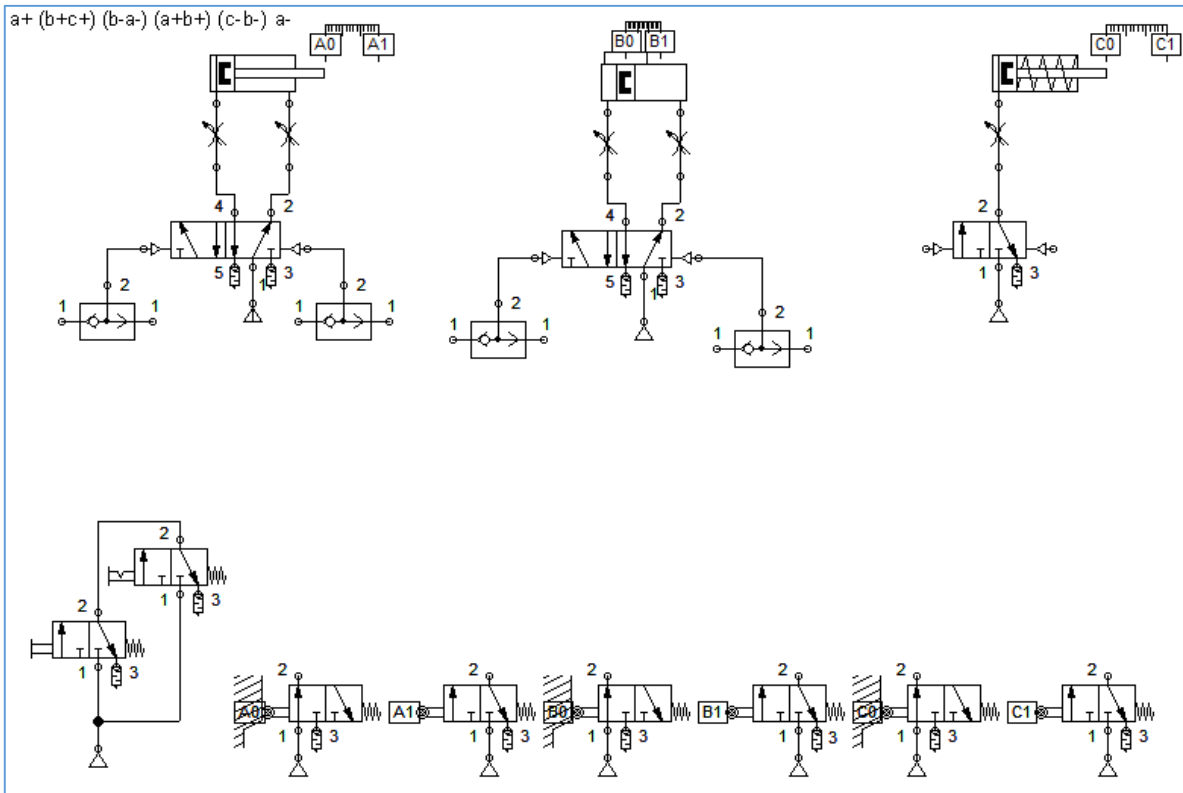 a+ (b+c+) (b-a-) (a+b+) (c-b-) a-
A0 A1
B0 B1
C0 C1
4 2
5 1 3
2 2
1 1 1 1
4 2
5 1 3
2 2
1 1 1 1
2
1 3
2
1 3
2
1 3
2 2 2 2 2 2
A0 A1 B0 B1 C0 C1
1 3 1 3 1 3 1 3 1 3 1 3